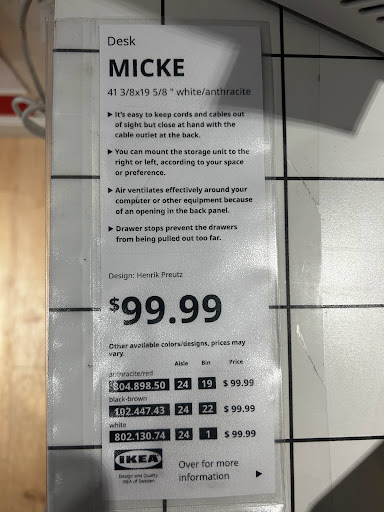 Desk
MICKE
41 3/8x19 5/8 " white/anthracite
▶ It's easy to keep cords and cables out
of sight but close at hand with the
cable outlet at the back.
▶ You can mount the storage unit to the
right or left, according to your space
or preference.
▶ Air ventilates effectively around your
computer or other equipment because
of an opening in the back panel.
▶ Drawer stops prevent the drawers
from being pulled out too far.
Design: Henrik Preutz
$99.99
Other available colors/designs, prices may
vary.
Aisle Bin Price
anthracite/red
304.898.50 24 19 $ 99.99
black-brown
102.447.43 24 22 $ 99.99
white
802.130.74 24 1 $ 99.99
IKEA
Design and Quality
IKEA of Sweden
Over for more
information ▶